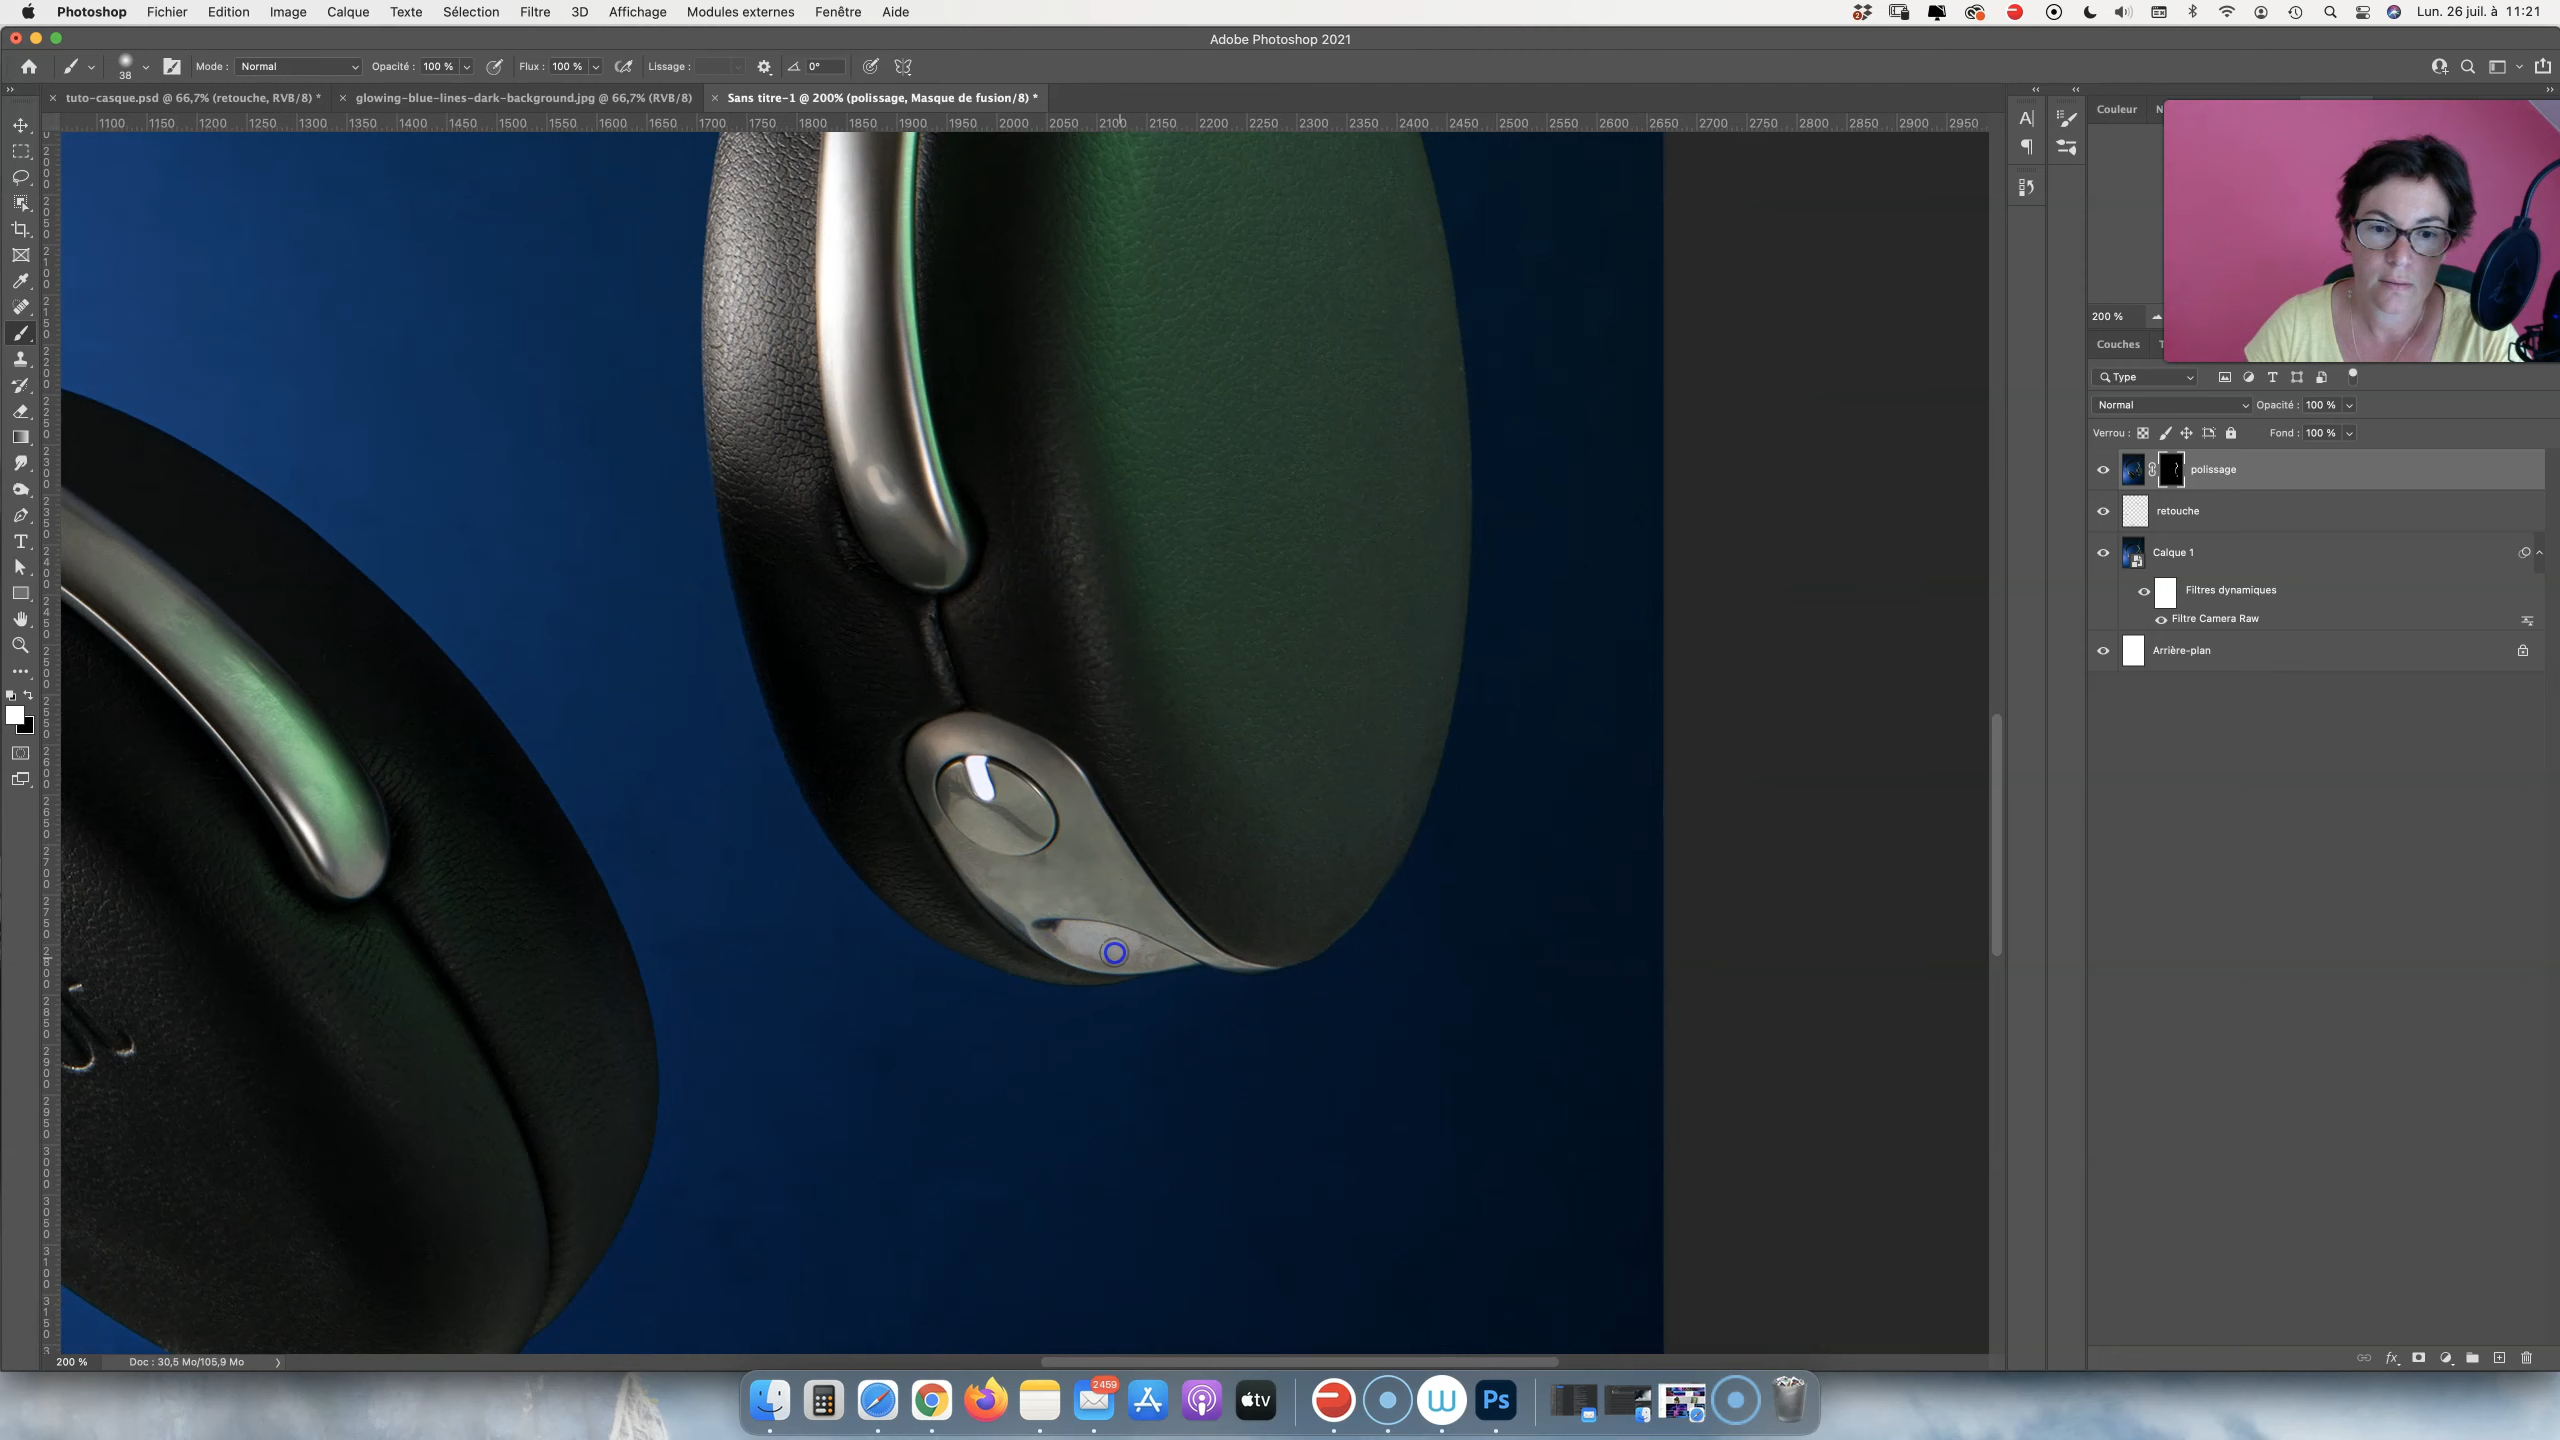 Photoshop Fichier Edition Image Calque Texte Sélection Filtre 3D Affichage Modules externes Fenêtre Aide Lun. 26 juil. à 11:21
Adobe Photoshop 2021
38 Mode : Normal Opacité : 100 % Flux : 100 % Lissage : 0°
tuto-casque.psd @ 66,7% (retouche, RVB/8) * glowing-blue-lines-dark-background.jpg @ 66,7% (RVB/8) Sans titre-1 @ 200% (polissage, Masque de fusion/8) *
1100 1150 1200 1250 1300 1350 1400 1450 1500 1550 1600 1650 1700 1750 1800 1850 1900 1950 2000 2050 2100 2150 2200 2250 2300 2350 2400 2450 2500 2550 2600 2650 2700 2750 2800 2850 2900 2950
Couleur N
200 %
Couches T
Type
Normal Opacité : 100 %
Verrou : Fond : 100 %
polissage
retouche
Calque 1
Filtres dynamiques
Filtre Camera Raw
Arrière-plan
200 % Doc : 30,5 Mo/105,9 Mo
2459
tv
Ps